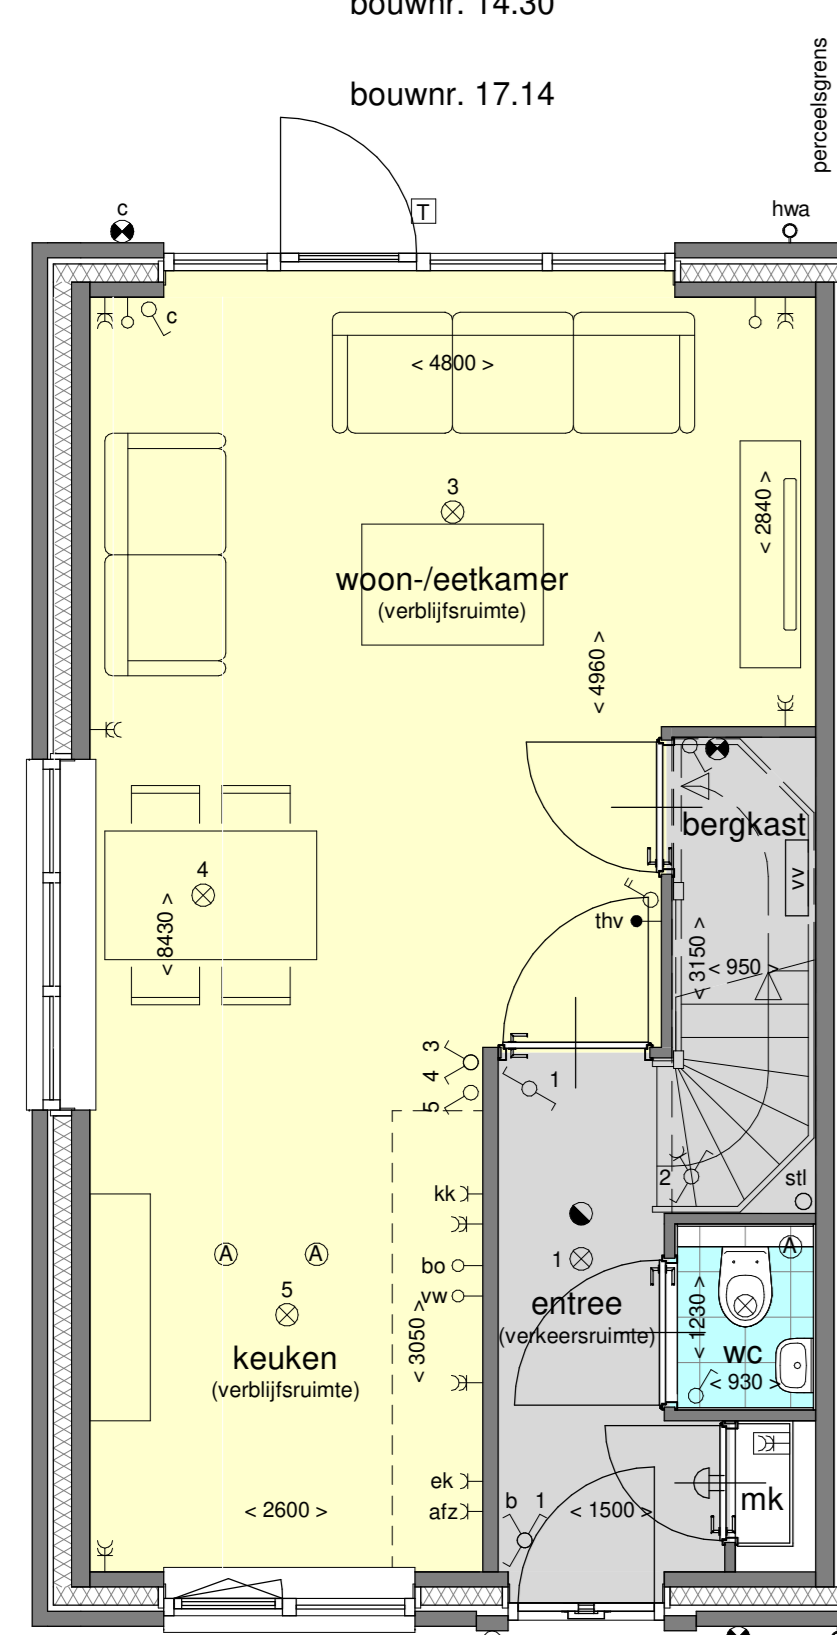 bouwnr. 14.30
perceelsgrens
bouwnr. 17.14
c
T
hwa
c
< 4800 >
3
< 2840 >
woon-/eetkamer
(verblijfsruimte)
< 4960 >
bergkast
4
vv
< 8430 >
thv
< 3150 >
< 950 >
3
4
5
1
2
stl
kk
A
A
A
1
bo
5
vw
entree
(verkeersruimte)
< 1230 >
< 3050 >
wc
keuken
(verblijfsruimte)
< 930 >
ek
b 1
mk
< 2600 >
afz
< 1500 >